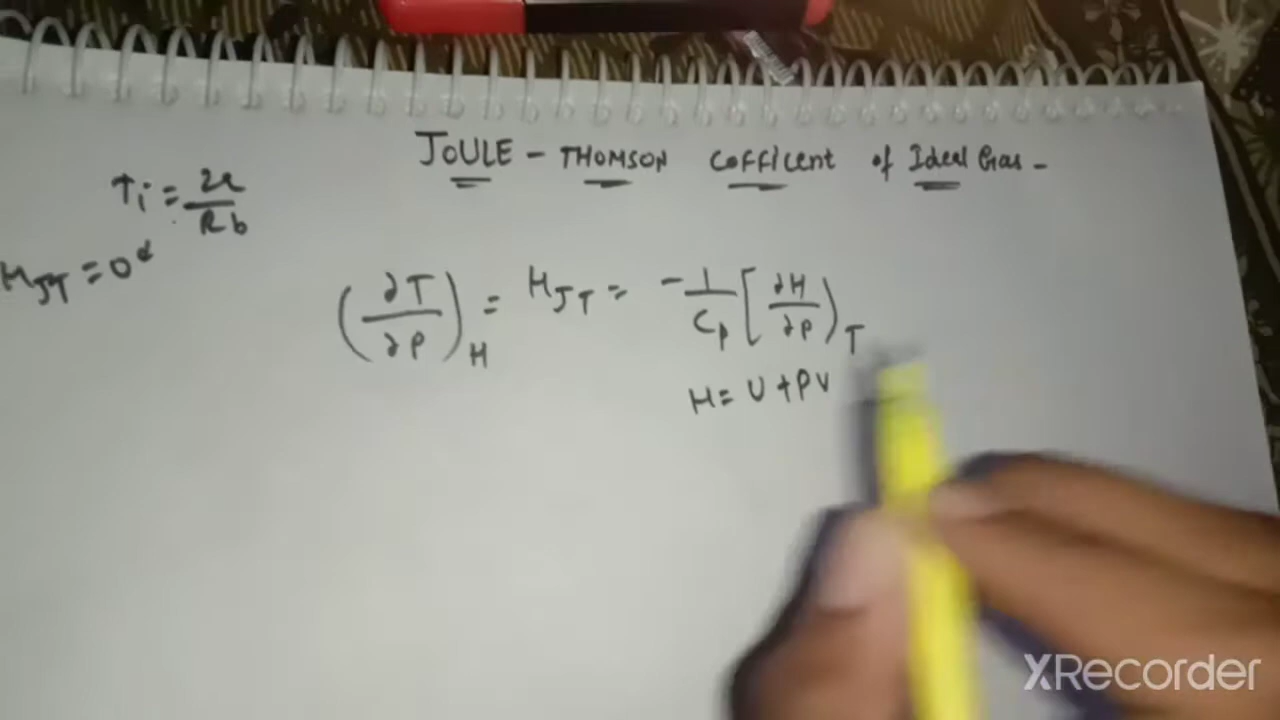 JOULE - THOMSON COFFICENT of Ideal Gas -
Ti = 2a / Rb
μJT = 0
(∂T/∂P)H = μJT = -1/CP [∂H/∂P)T
H = U + PV
XRecorder